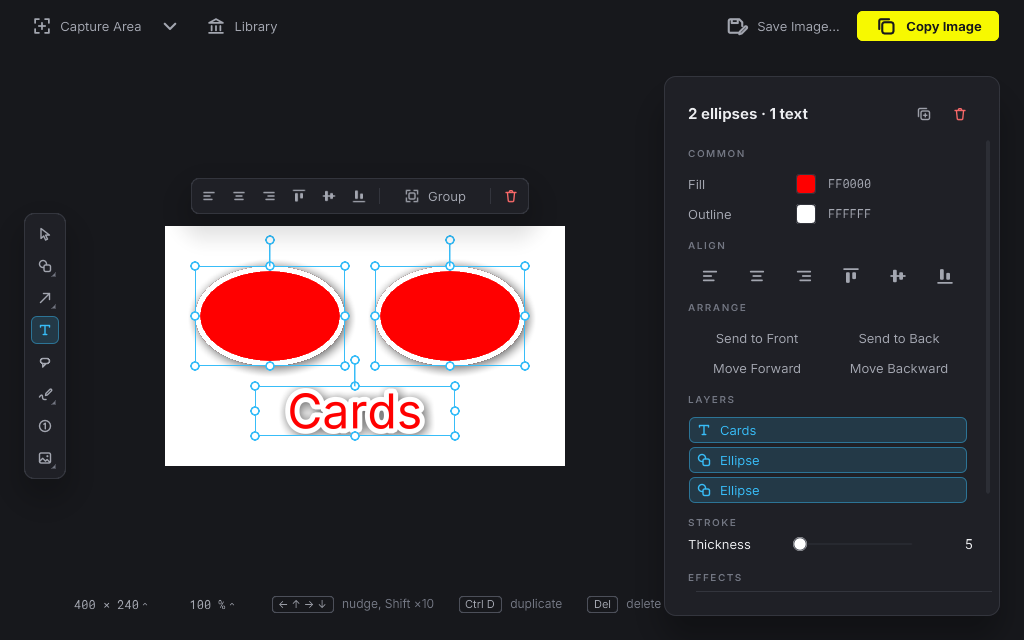 Capture Area
Library
Save Image...
Copy Image
2 ellipses · 1 text
COMMON
Fill
FF0000
Outline
FFFFFF
ALIGN
ARRANGE
Send to Front
Send to Back
Move Forward
Move Backward
LAYERS
Cards
Ellipse
Ellipse
STROKE
Thickness
5
EFFECTS
Group
Cards
400 × 240
100 %
← ↑ → ↓ nudge, Shift ×10
Ctrl D duplicate
Del delete